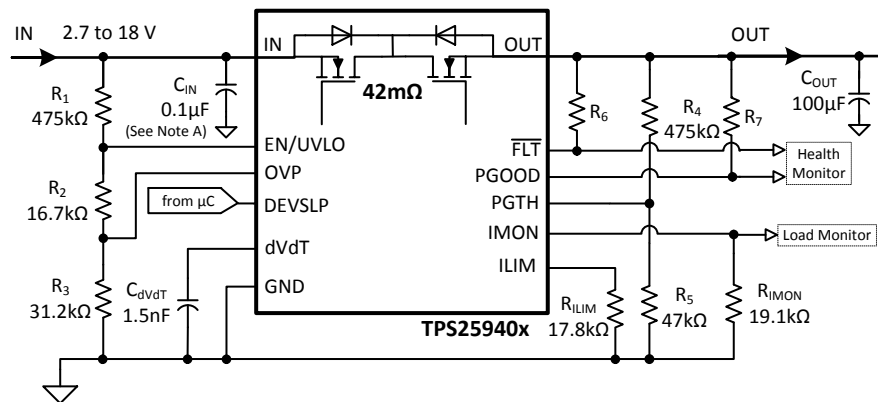 IN
2.7 to 18 V
IN
OUT
OUT
R1
475kΩ
CIN
0.1µF
(See Note A)
42mΩ
R6
R4
475kΩ
R7
COUT
100µF
EN/UVLO
FLT
Health
Monitor
OVP
PGOOD
R2
16.7kΩ
from µC
DEVSLP
PGTH
IMON
Load Monitor
dVdT
ILIM
R3
31.2kΩ
CdVdT
1.5nF
GND
RILIM
17.8kΩ
R5
47kΩ
RIMON
19.1kΩ
TPS25940x